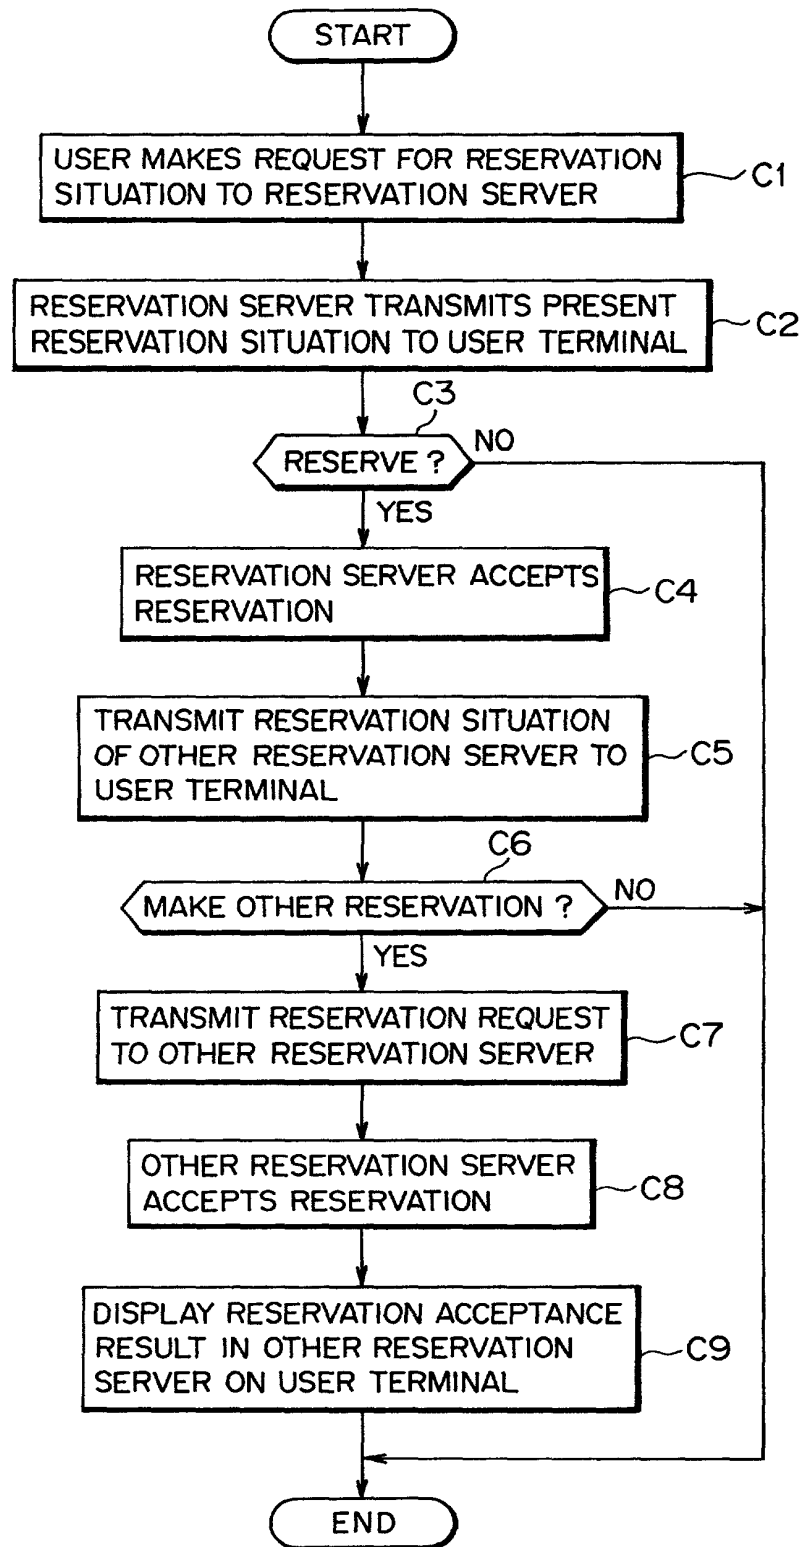 START
USER MAKES REQUEST FOR RESERVATION
SITUATION TO RESERVATION SERVER
C1
RESERVATION SERVER TRANSMITS PRESENT
RESERVATION SITUATION TO USER TERMINAL
C2
C3
RESERVE ?
NO
YES
RESERVATION SERVER ACCEPTS
RESERVATION
C4
TRANSMIT RESERVATION SITUATION
OF OTHER RESERVATION SERVER TO
USER TERMINAL
C5
C6
MAKE OTHER RESERVATION ?
NO
YES
TRANSMIT RESERVATION REQUEST
TO OTHER RESERVATION SERVER
C7
OTHER RESERVATION SERVER
ACCEPTS RESERVATION
C8
DISPLAY RESERVATION ACCEPTANCE
RESULT IN OTHER RESERVATION
SERVER ON USER TERMINAL
C9
END